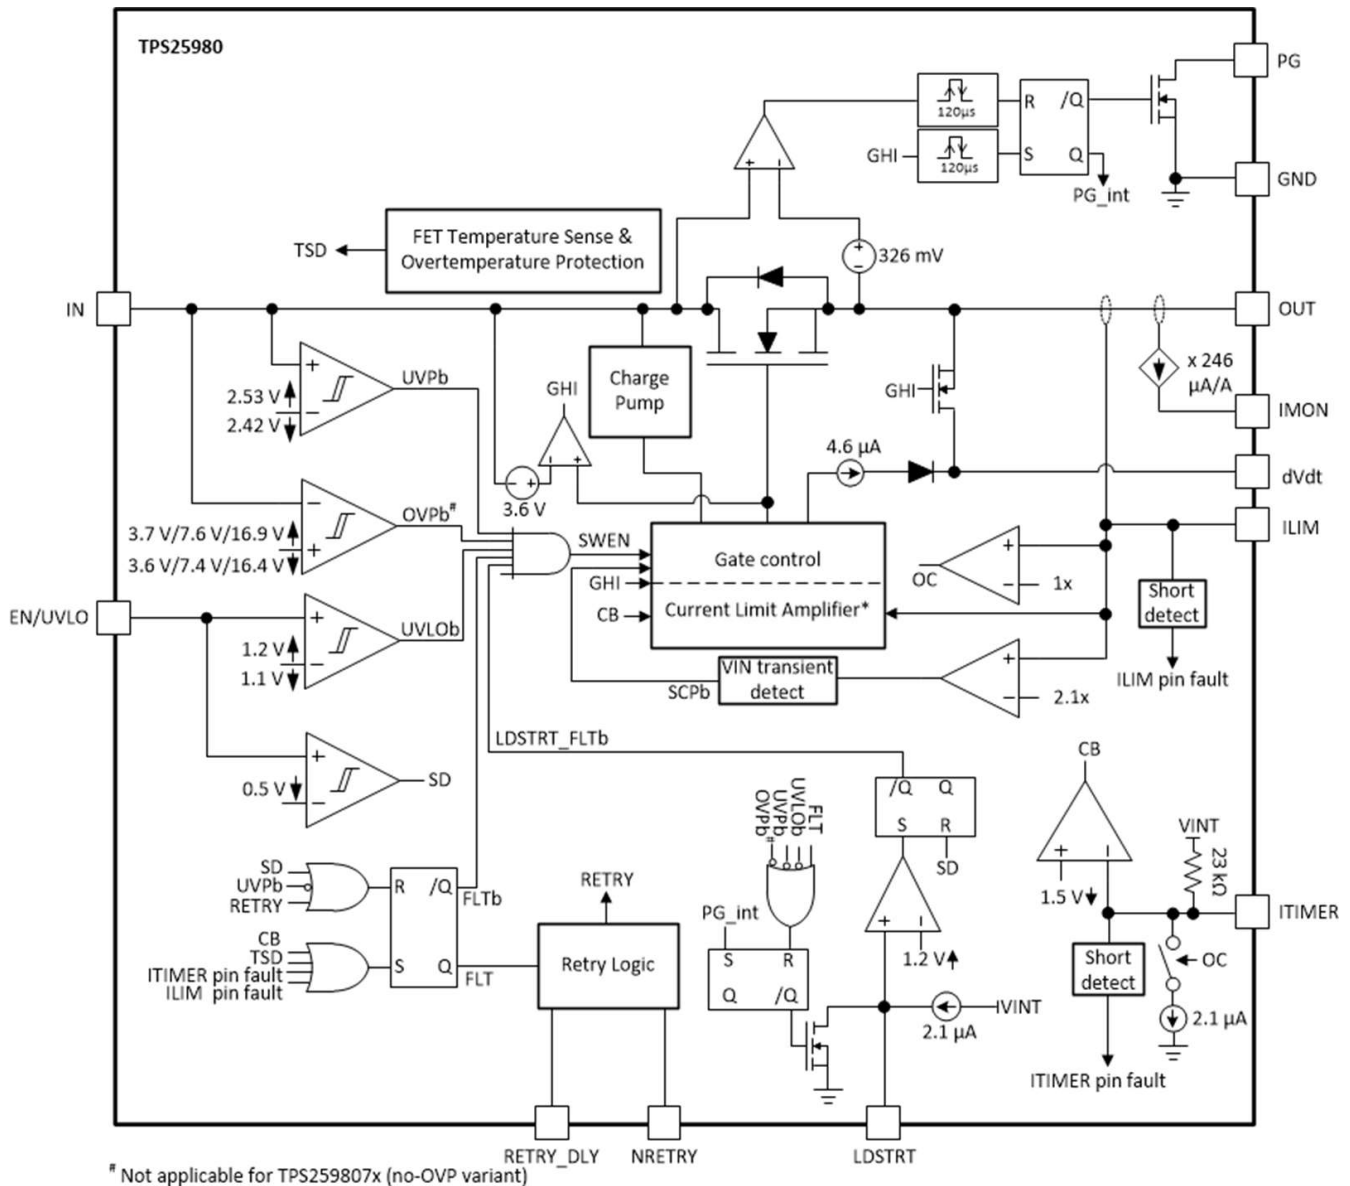 TPS25980
PG
120µs
R
/Q
GHI
120µs
S
Q
PG_int
GND
FET Temperature Sense &
Overtemperature Protection
TSD
+
−
+
−
326 mV
IN
OUT
+
UVPb
2.53 V
−
2.42 V
GHI
Charge
Pump
GHI
x 246
µA/A
IMON
4.6 µA
dVdt
−
+
−
+
3.6 V
−
OVPb#
3.7 V/7.6 V/16.9 V
+
3.6 V/7.4 V/16.4 V
SWEN
GHI
CB
Gate control
Current Limit Amplifier*
ILIM
+
OC
−
1x
Short
detect
ILIM pin fault
EN/UVLO
+
UVLOb
1.2 V
−
1.1 V
VIN transient
detect
SCPb
+
−
2.1x
LDSTRT_FLTb
+
SD
0.5 V
−
/Q
Q
S
R
SD
OVPb#
UVPb
UVLOb
FLT
CB
+
−
1.5 V
VINT
23 kΩ
ITIMER
SD
UVPb
RETRY
R
/Q
FLTb
CB
TSD
ITIMER pin fault
ILIM pin fault
S
Q
FLT
RETRY
Retry Logic
PG_int
S
R
Q
/Q
+
−
1.2 V
2.1 µA
VINT
Short
detect
OC
2.1 µA
ITIMER pin fault
RETRY_DLY
NRETRY
LDSTRT
# Not applicable for TPS259807x (no-OVP variant)